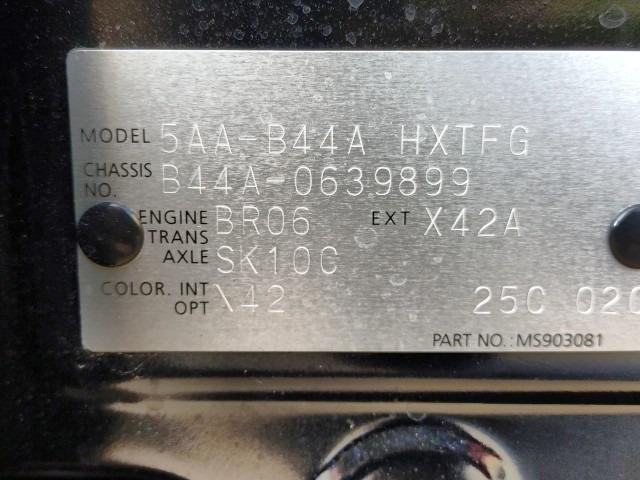 MODEL 5AA-B44A HXTFG
CHASSIS NO. B44A-0639899
ENGINE BR06 EXT X42A
TRANS AXLE SK10C
COLOR. INT OPT \42 25C 020
PART NO.: MS903081